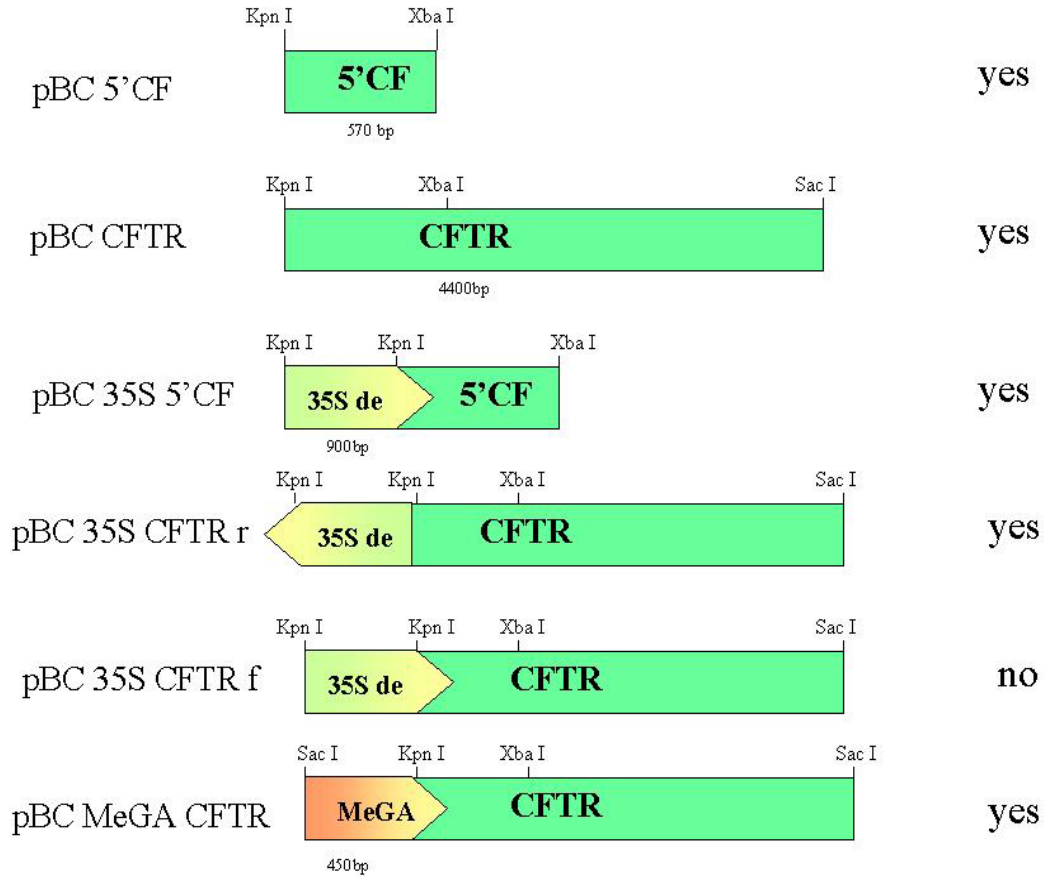 Kpn I Xba I
pBC 5’CF 5’CF yes
570 bp
Kpn I Xba I Sac I
pBC CFTR CFTR yes
4400bp
Kpn I Kpn I Xba I
pBC 35S 5’CF 35S de 5’CF yes
900bp
Kpn I Kpn I Xba I Sac I
pBC 35S CFTR r 35S de CFTR yes
Kpn I Kpn I Xba I Sac I
pBC 35S CFTR f 35S de CFTR no
Sac I Kpn I Xba I Sac I
pBC MeGA CFTR MeGA CFTR yes
450bp